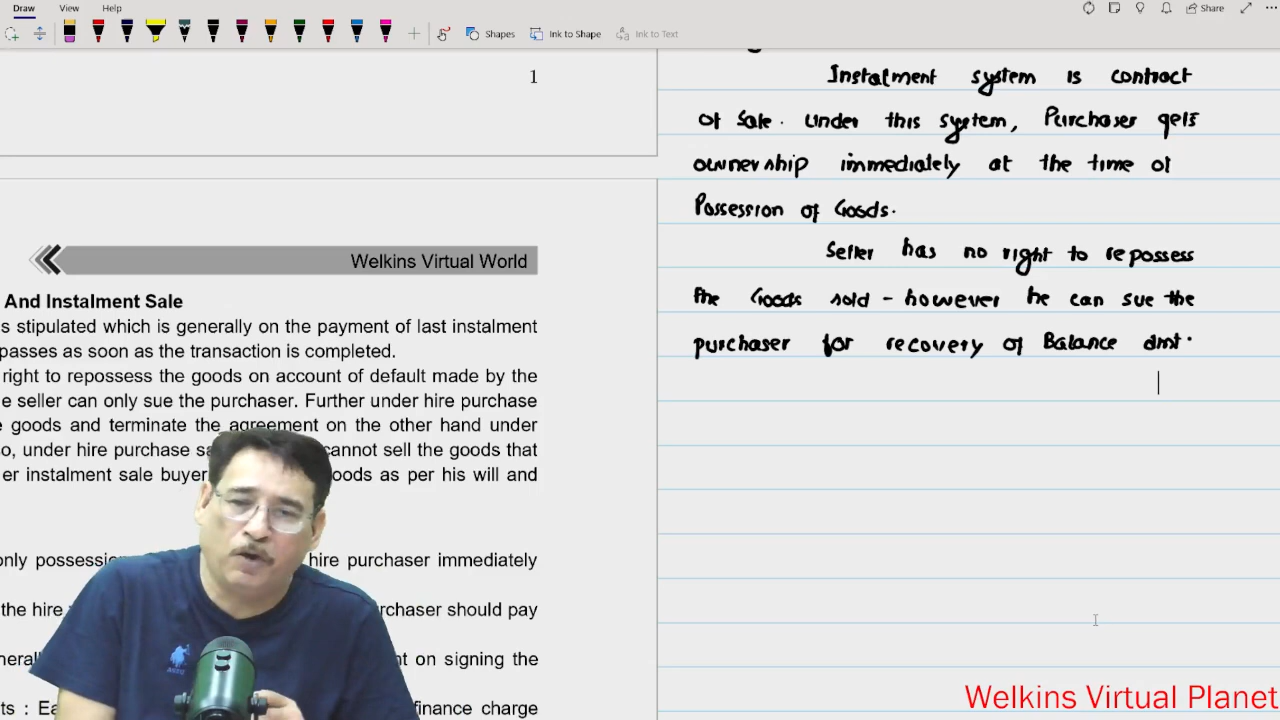 Draw View Help
Share
Shapes Ink to Shape Ink to Text
1
Welkins Virtual World
And Instalment Sale
s stipulated which is generally on the payment of last instalment
passes as soon as the transaction is completed.
right to repossess the goods on account of default made by the
e seller can only sue the purchaser. Further under hire purchase
goods and terminate the agreement on the other hand under
o, under hire purchase cannot sell the goods that
er instalment sale buyer oods as per his will and
only hire purchaser immediately
the hire rchaser should pay
t on signing the
ts : finance charge
Instalment system is contract
of Sale. Under this system, Purchaser gets
ownership immediately at the time of
Possession of Goods.
Seller has no right to repossess
the Goods sold - however he can sue the
purchaser for recovery of Balance amt.
Welkins Virtual Planet